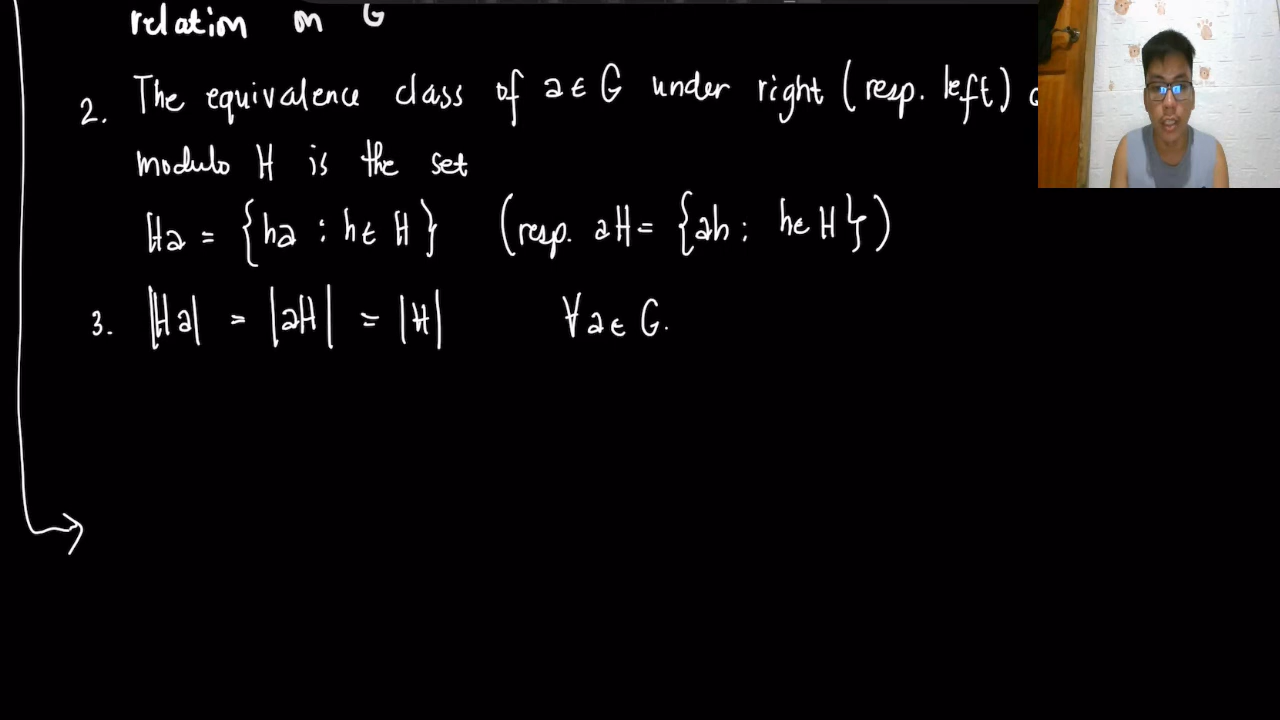 relation on G
2. The equivalence class of a ∈ G under right (resp. left)
modulo H is the set
Ha = {ha : h ∈ H} (resp. aH = {ah : h ∈ H})
3. |Ha| = |aH| = |H| ∀ a ∈ G.